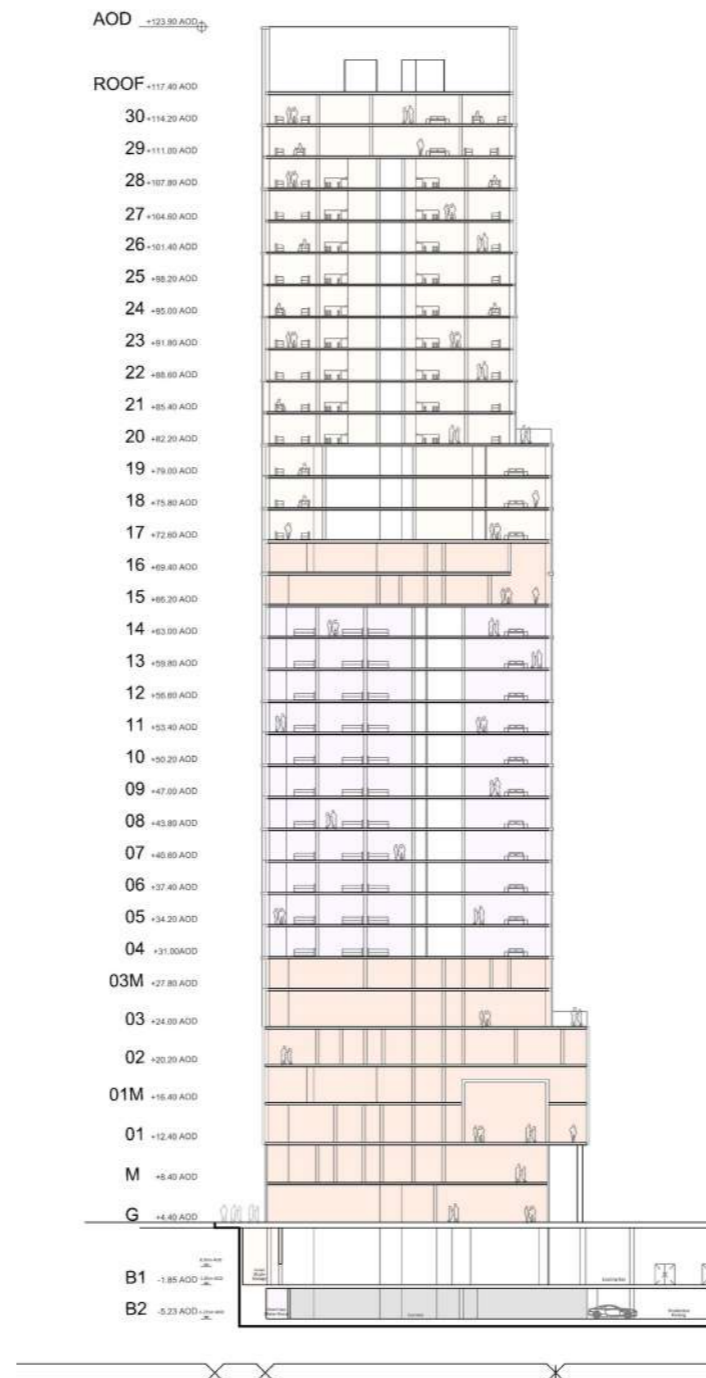 AOD +123.90 AOD
ROOF +117.40 AOD
30 +114.20 AOD
29 +111.00 AOD
28 +107.80 AOD
27 +104.60 AOD
26 +101.40 AOD
25 +98.20 AOD
24 +95.00 AOD
23 +91.80 AOD
22 +88.60 AOD
21 +85.40 AOD
20 +82.20 AOD
19 +79.00 AOD
18 +75.80 AOD
17 +72.60 AOD
16 +69.40 AOD
15 +66.20 AOD
14 +63.00 AOD
13 +59.80 AOD
12 +56.60 AOD
11 +53.40 AOD
10 +50.20 AOD
09 +47.00 AOD
08 +43.80 AOD
07 +40.60 AOD
06 +37.40 AOD
05 +34.20 AOD
04 +31.00AOD
03M +27.80 AOD
03 +24.00 AOD
02 +20.20 AOD
01M +16.40 AOD
01 +12.40 AOD
M +8.40 AOD
G +4.40 AOD
B1 -1.85 AOD
B2 -5.23 AOD